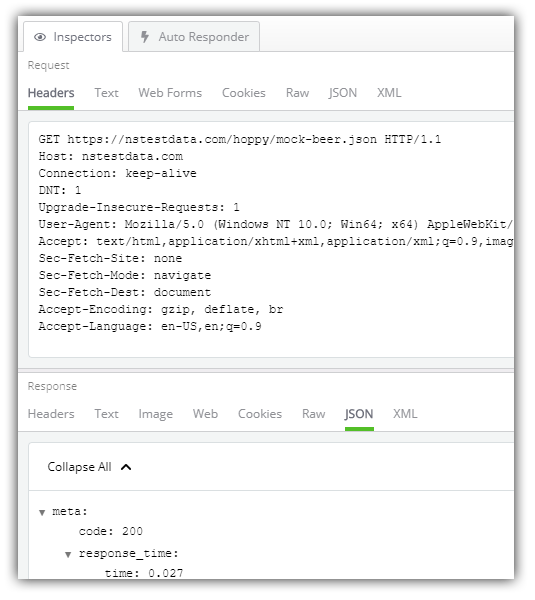 Inspectors Auto Responder
Request
Headers Text Web Forms Cookies Raw JSON XML
GET https://nstestdata.com/hoppy/mock-beer.json HTTP/1.1
Host: nstestdata.com
Connection: keep-alive
DNT: 1
Upgrade-Insecure-Requests: 1
User-Agent: Mozilla/5.0 (Windows NT 10.0; Win64; x64) AppleWebKit/
Accept: text/html,application/xhtml+xml,application/xml;q=0.9,imag
Sec-Fetch-Site: none
Sec-Fetch-Mode: navigate
Sec-Fetch-Dest: document
Accept-Encoding: gzip, deflate, br
Accept-Language: en-US,en;q=0.9
Response
Headers Text Image Web Cookies Raw JSON XML
Collapse All
meta:
code: 200
response_time:
time: 0.027